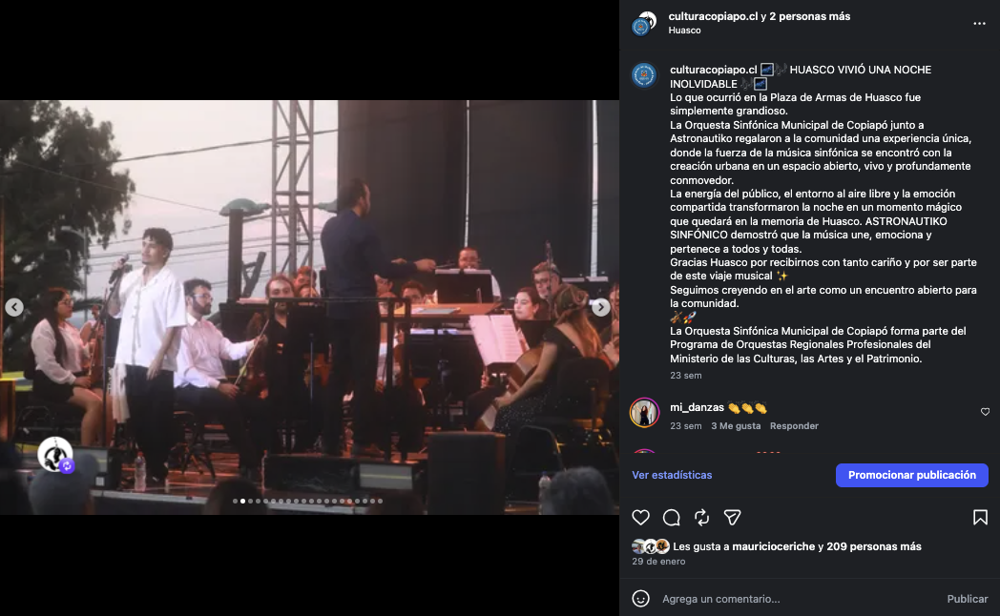 culturacopiapo.cl y 2 personas más
Huasco
culturacopiapo.cl 🌌🎶 HUASCO VIVIÓ UNA NOCHE
INOLVIDABLE 🎶🌌
Lo que ocurrió en la Plaza de Armas de Huasco fue
simplemente grandioso.
La Orquesta Sinfónica Municipal de Copiapó junto a
Astronautiko regalaron a la comunidad una experiencia única,
donde la fuerza de la música sinfónica se encontró con la
creación urbana en un espacio abierto, vivo y profundamente
conmovedor.
La energía del público, el entorno al aire libre y la emoción
compartida transformaron la noche en un momento mágico
que quedará en la memoria de Huasco. ASTRONAUTIKO
SINFÓNICO demostró que la música une, emociona y
pertenece a todos y todas.
Gracias Huasco por recibirnos con tanto cariño y por ser parte
de este viaje musical ✨
Seguimos creyendo en el arte como un encuentro abierto para
la comunidad.
🎻🚀
La Orquesta Sinfónica Municipal de Copiapó forma parte del
Programa de Orquestas Regionales Profesionales del
Ministerio de las Culturas, las Artes y el Patrimonio.
23 sem
mi_danzas 👏👏👏
23 sem 3 Me gusta Responder
Ver estadísticas
Promocionar publicación
Les gusta a mauricioceriche y 209 personas más
29 de enero
Agrega un comentario...
Publicar